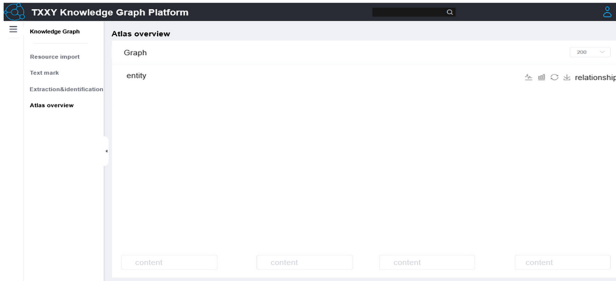 TXXY Knowledge Graph Platform
Knowledge Graph
Resource import
Text mark
Extraction&identification
Atlas overview
Atlas overview
Graph
200
entity
relationship
content
content
content
content